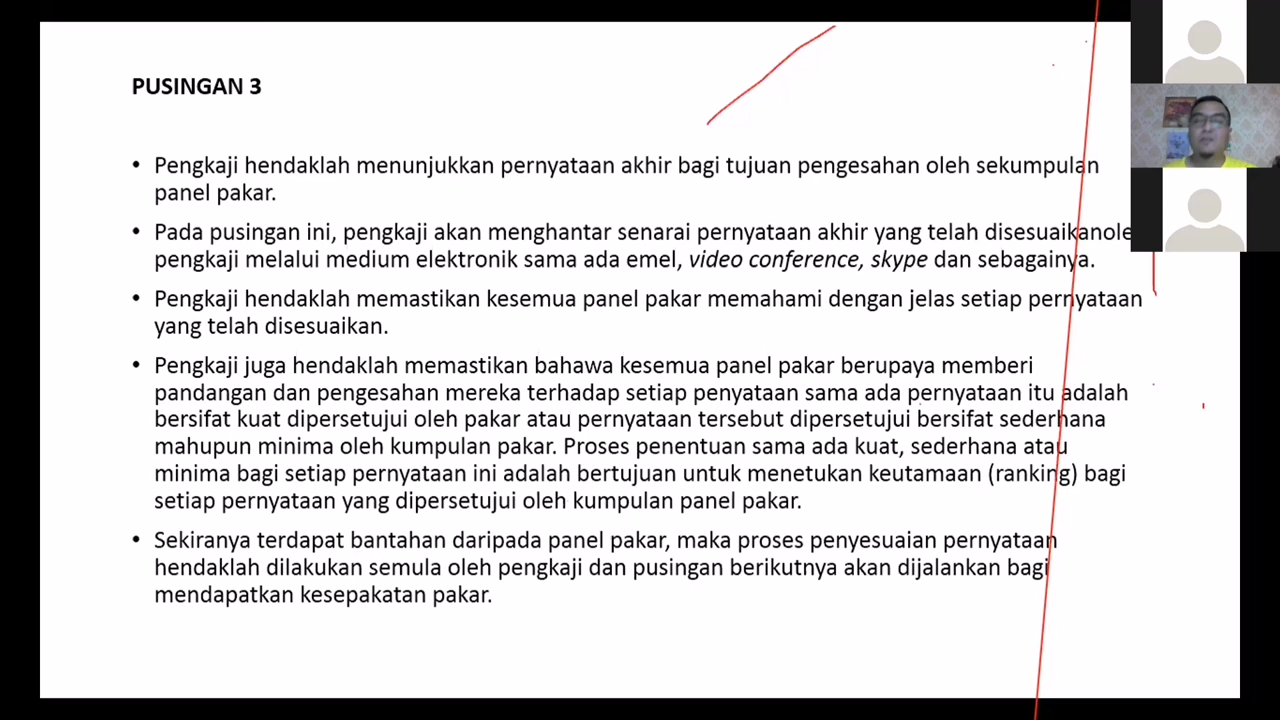 PUSINGAN 3
• Pengkaji hendaklah menunjukkan pernyataan akhir bagi tujuan pengesahan oleh sekumpulan
panel pakar.
• Pada pusingan ini, pengkaji akan menghantar senarai pernyataan akhir yang telah disesuaikanole
pengkaji melalui medium elektronik sama ada emel, video conference, skype dan sebagainya.
• Pengkaji hendaklah memastikan kesemua panel pakar memahami dengan jelas setiap pernyataan
yang telah disesuaikan.
• Pengkaji juga hendaklah memastikan bahawa kesemua panel pakar berupaya memberi
pandangan dan pengesahan mereka terhadap setiap penyataan sama ada pernyataan itu adalah
bersifat kuat dipersetujui oleh pakar atau pernyataan tersebut dipersetujui bersifat sederhana
mahupun minima oleh kumpulan pakar. Proses penentuan sama ada kuat, sederhana atau
minima bagi setiap pernyataan ini adalah bertujuan untuk menetukan keutamaan (ranking) bagi
setiap pernyataan yang dipersetujui oleh kumpulan panel pakar.
• Sekiranya terdapat bantahan daripada panel pakar, maka proses penyesuaian pernyataan
hendaklah dilakukan semula oleh pengkaji dan pusingan berikutnya akan dijalankan bagi
mendapatkan kesepakatan pakar.